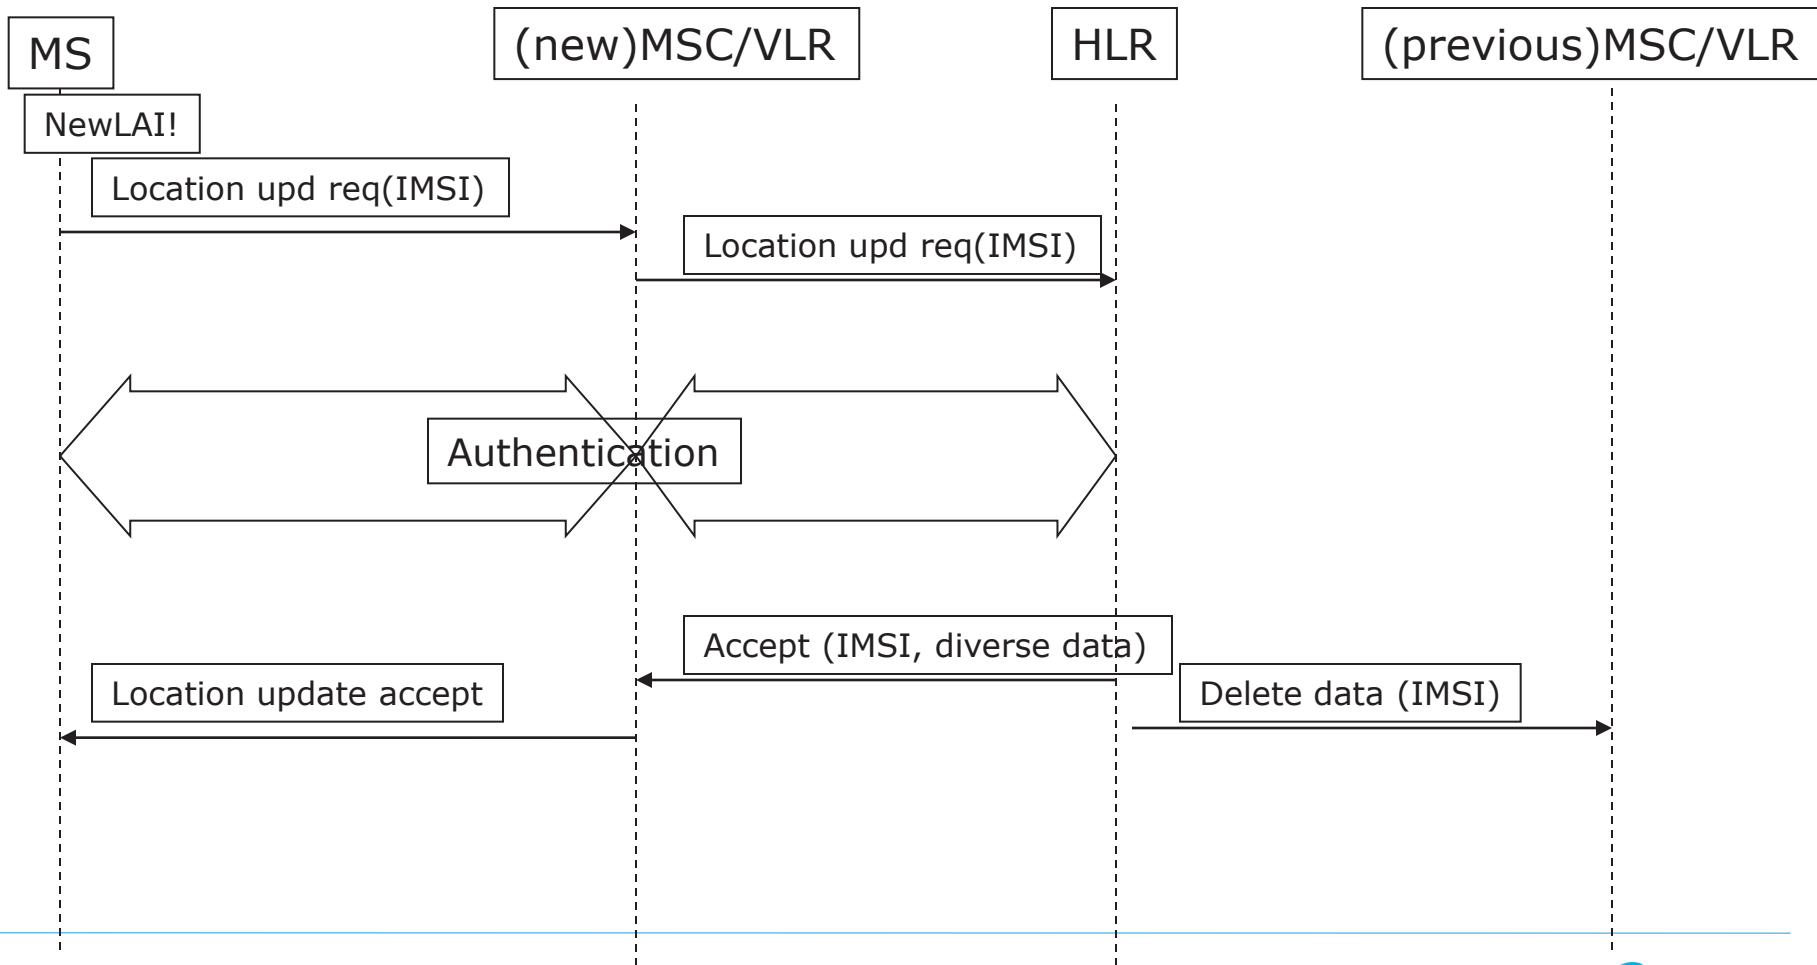 MS
(new)MSC/VLR
HLR
(previous)MSC/VLR
NewLAI!
Location upd req(IMSI)
Location upd req(IMSI)
Authentication
Accept (IMSI, diverse data)
Location update accept
Delete data (IMSI)